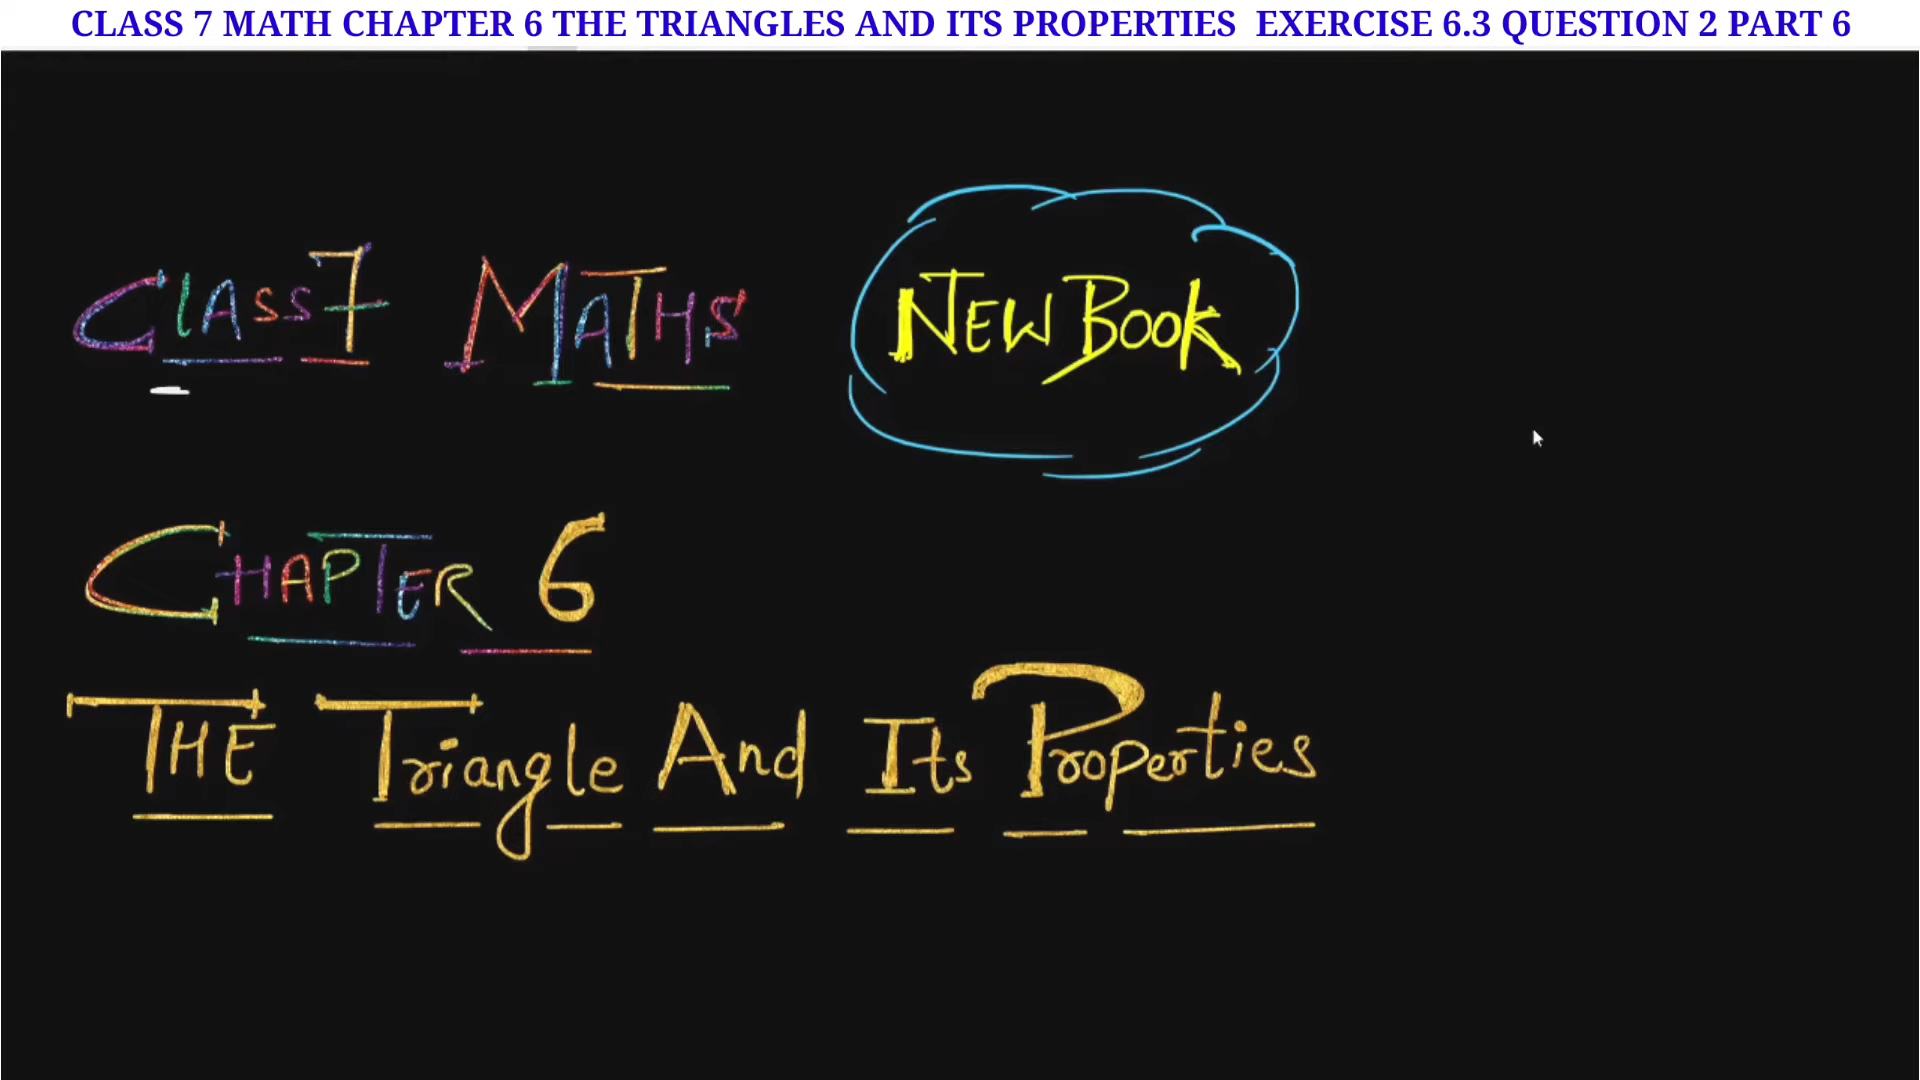 CLASS 7 MATH CHAPTER 6 THE TRIANGLES AND ITS PROPERTIES EXERCISE 6.3 QUESTION 2 PART 6
CLASS 7 MATHS
NEW BOOK
CHAPTER 6
THE Triangle And Its Properties